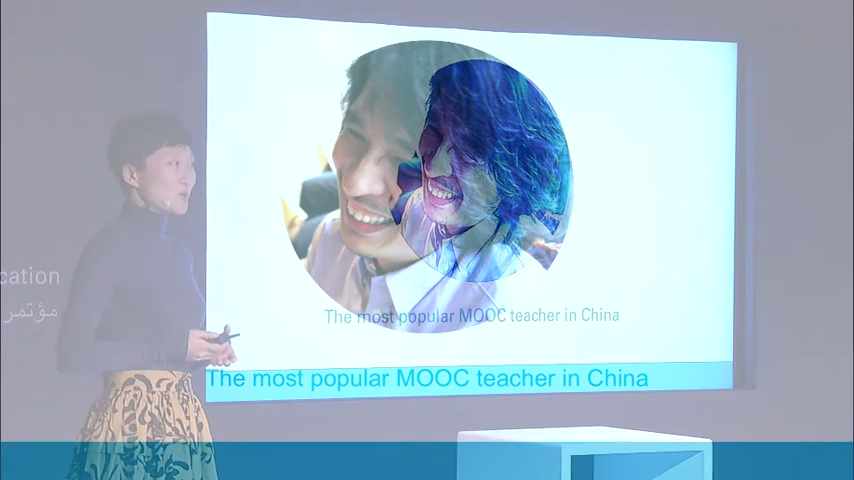 cation
مؤتمر
The most popular MOOC teacher in China
The most popular MOOC teacher in China